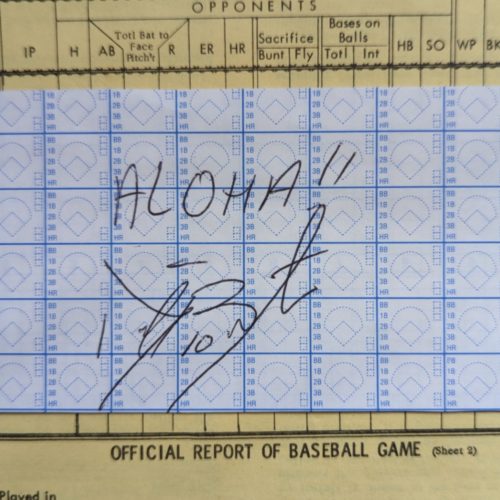 OPPONENTS
IP H AB Totl Bat to Face Pitch'r R ER HR Sacrifice Bunt Fly Bases on Balls Totl Int HB SO WP BK
ALOHA!!
OFFICIAL REPORT OF BASEBALL GAME (Sheet 2)
Played in